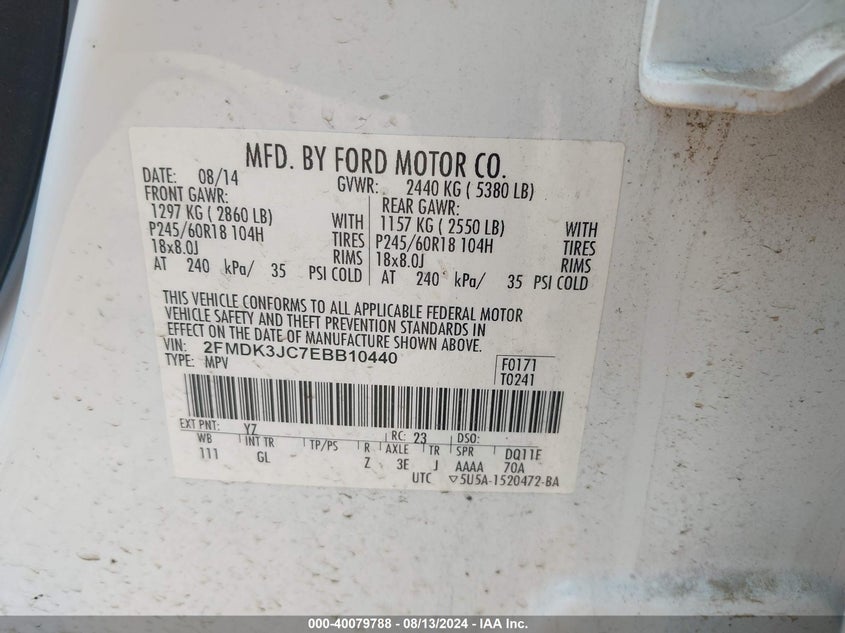 MFD. BY FORD MOTOR CO.
DATE: 08/14 GVWR: 2440 KG ( 5380 LB)
FRONT GAWR: REAR GAWR:
1297 KG ( 2860 LB) WITH 1157 KG ( 2550 LB) WITH
P245/60R18 104H TIRES P245/60R18 104H TIRES
18x8.0J RIMS 18x8.0J RIMS
AT 240 kPa/ 35 PSI COLD AT 240 kPa/ 35 PSI COLD
THIS VEHICLE CONFORMS TO ALL APPLICABLE FEDERAL MOTOR
VEHICLE SAFETY AND THEFT PREVENTION STANDARDS IN
EFFECT ON THE DATE OF MANUFACTURE SHOWN ABOVE.
VIN: 2FMDK3JC7EBB10440
TYPE: MPV
F0171
T0241
EXT PNT: YZ RC: 23 DSO:
WB INT TR TP/PS R AXLE TR SPR DQ11E
111 GL Z 3E J AAAA 70A
UTC ▽5U5A-1520472-BA
000-40079788 - 08/13/2024 - IAA Inc.